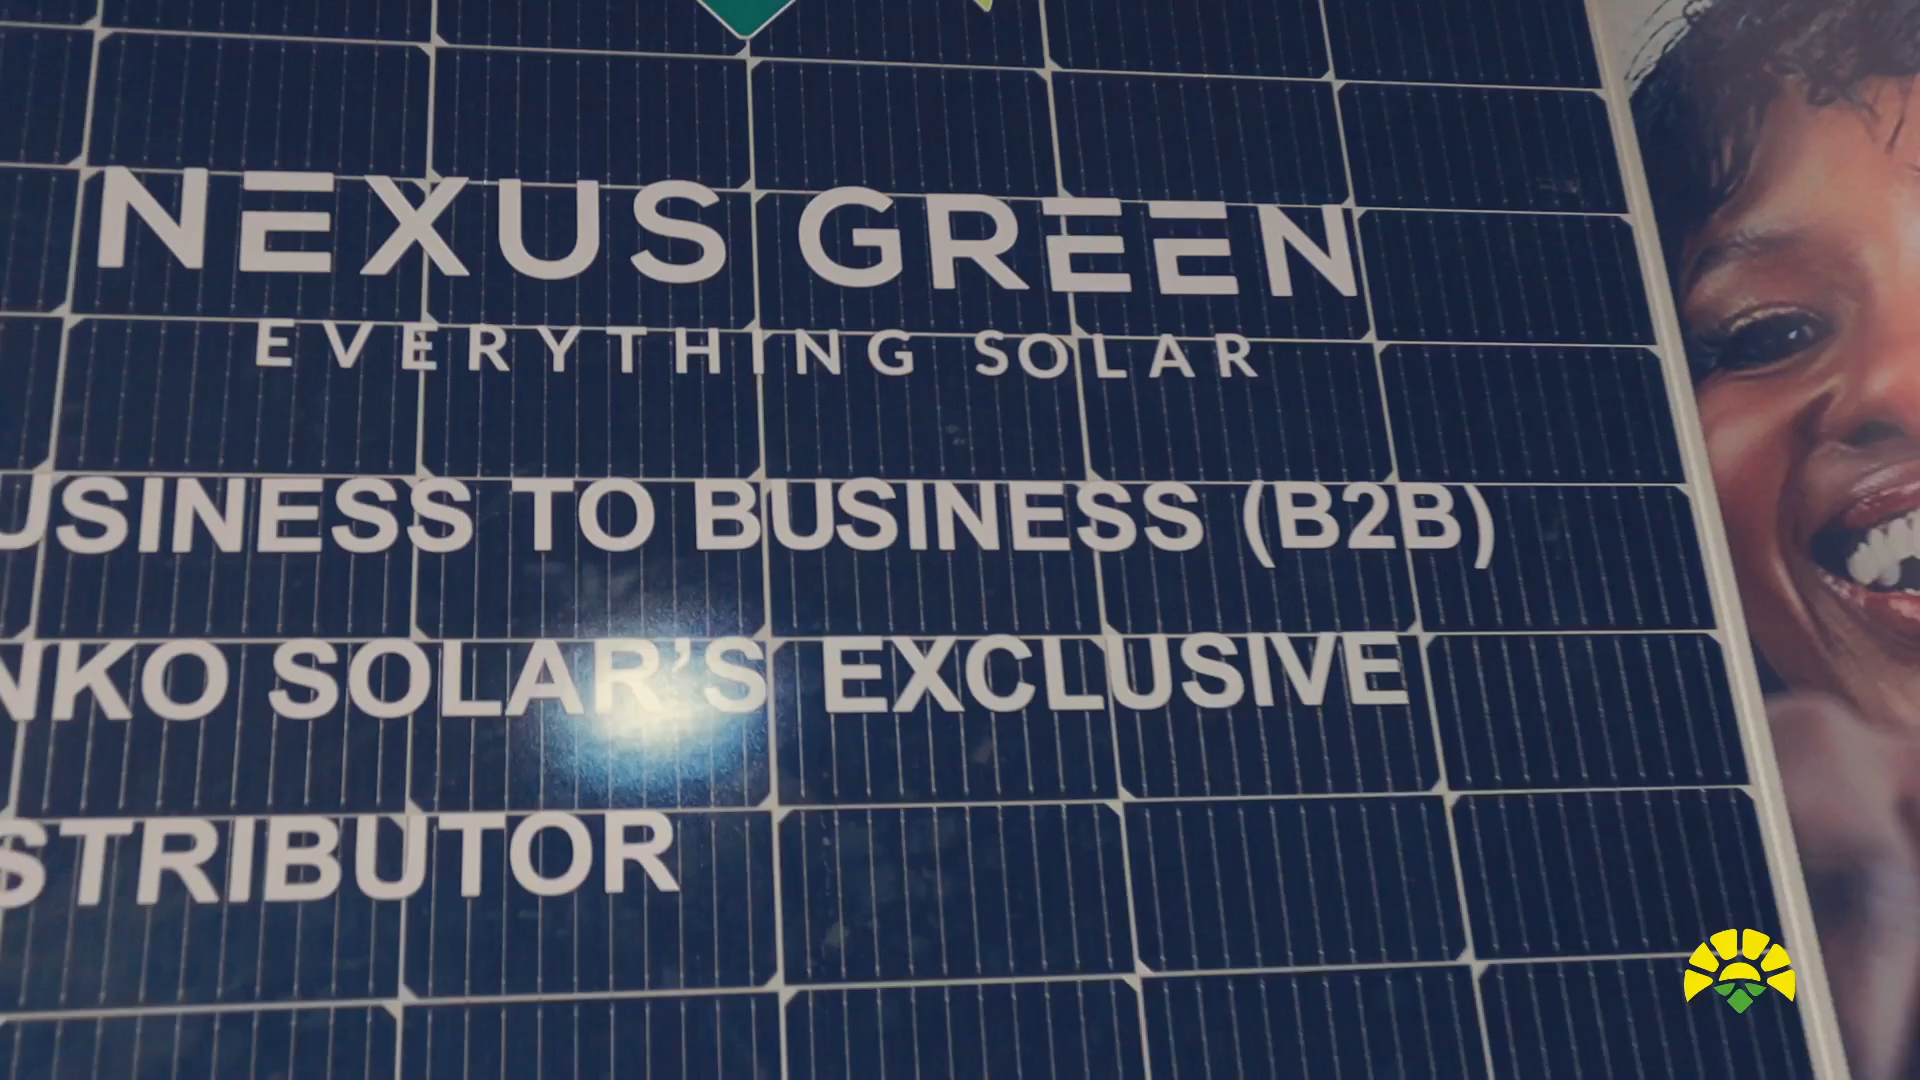 NEXUS GREEN
EVERYTHING SOLAR
USINESS TO BUSINESS (B2B)
NKO SOLAR'S EXCLUSIVE
STRIBUTOR